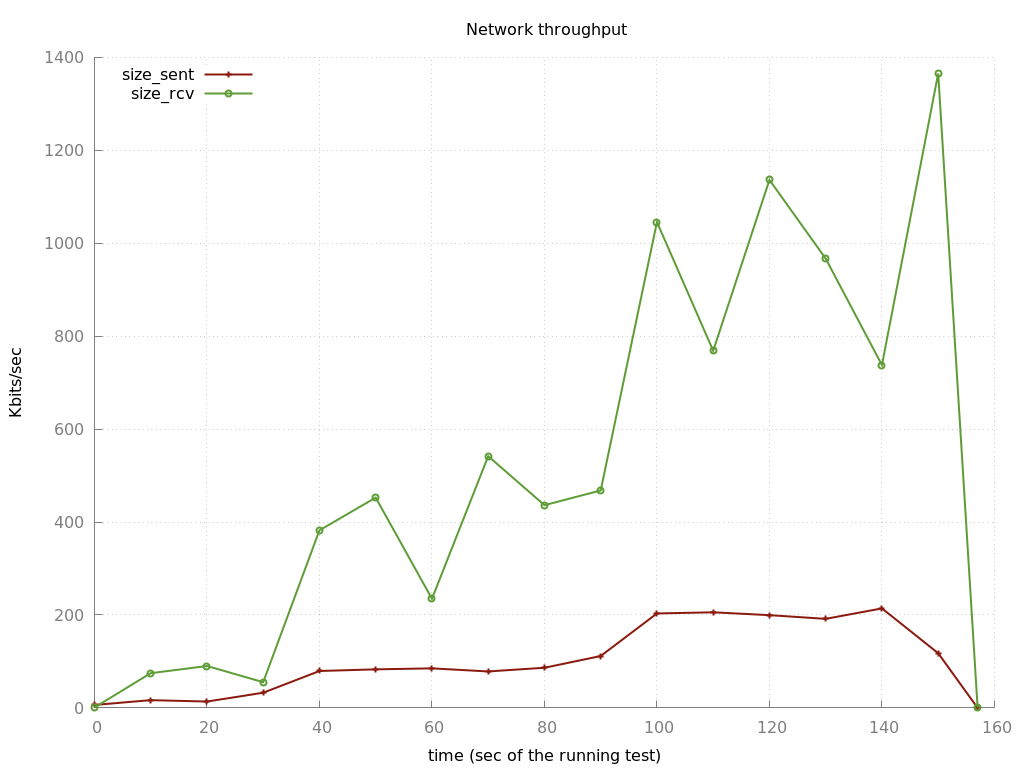 Network throughput
1400
1200
1000
800
600
400
200
0
Kbits/sec
size_sent
size_rcv
0 20 40 60 80 100 120 140 160
time (sec of the running test)